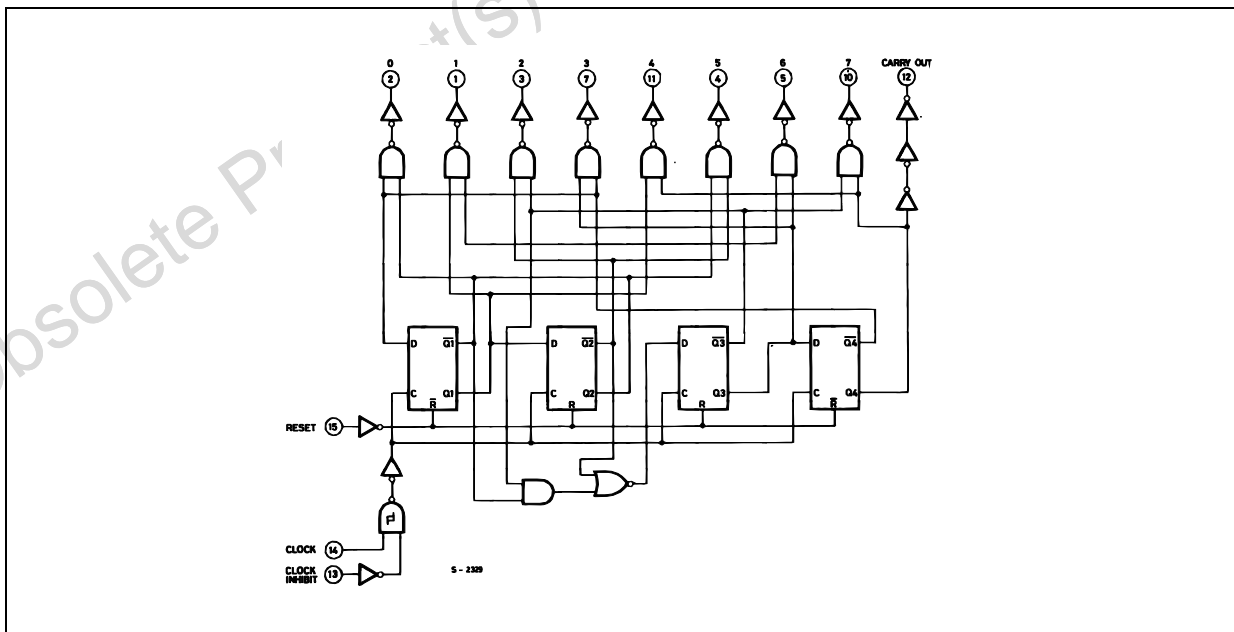 obsolete Pr
ct(s)
0 1 2 3 4 5 6 7 CARRY OUT
2 1 3 7 11 4 5 10 12
D Q1 D Q2 D Q3 D Q4
C Q1 C Q2 C Q3 C Q4
R R R R
RESET 15
CLOCK 14
CLOCK
INHIBIT 13
S - 2329